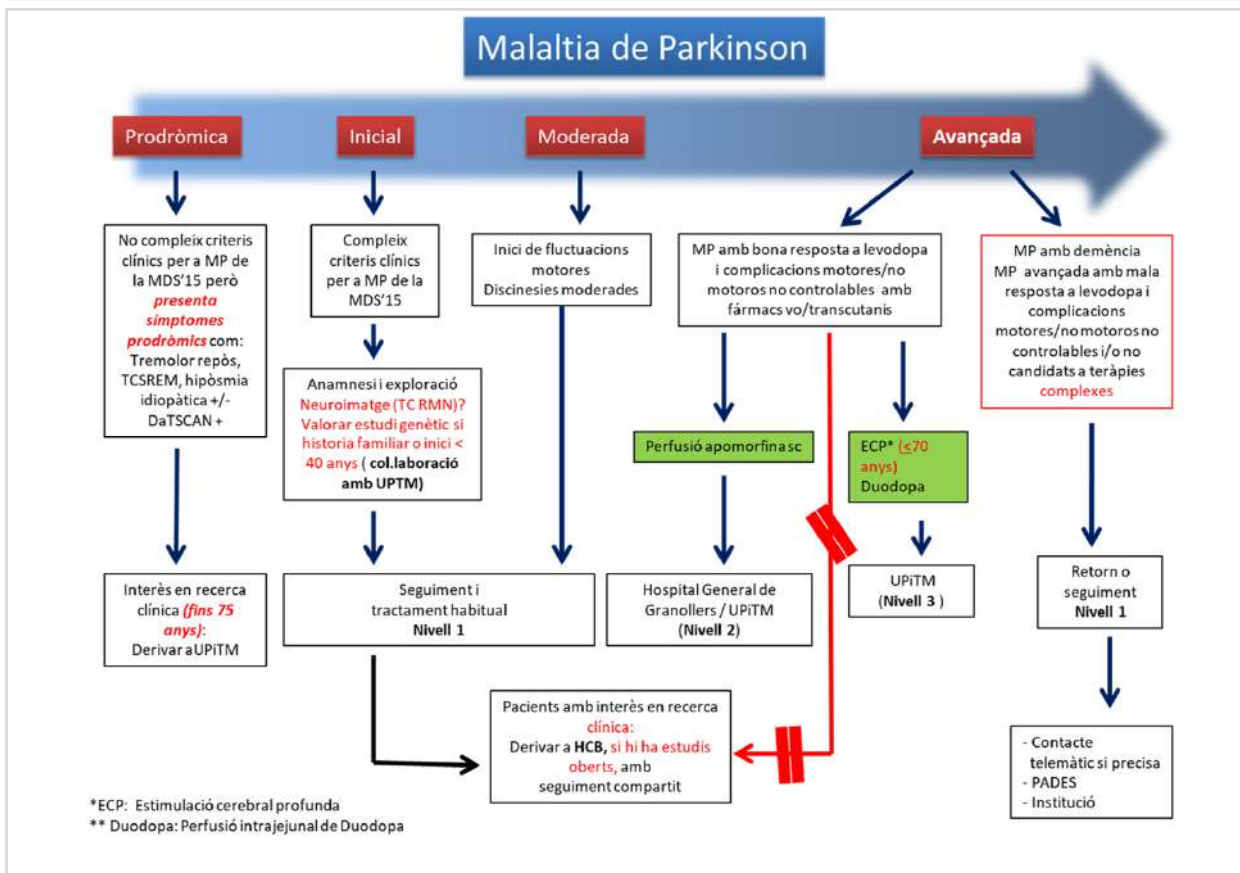 Malaltia de Parkinson
Prodròmica
Inicial
Moderada
Avançada
No compleix criteris
clínics per a MP de
la MDS'15 però
presenta
símptomes
prodròmics com:
Tremolor repòs,
TCSREM, hipòsmia
idiopàtica +/-
DaTSCAN +
Compleix
criteris clínics
per a MP de la
MDS'15
Inici de fluctuacions
motores
Discinesies moderades
MP amb bona resposta a levodopa
i complicacions motores/no
motoros no controlables amb
fármacs vo/transcutanis
MP amb demència
MP avançada amb mala
resposta a levodopa i
complicacions
motores/no motoros no
controlables i/o no
candidats a teràpies
complexes
Anamnesi i exploració
Neuroimatge (TC RMN)?
Valorar estudi genètic si
historia familiar o inici <
40 anys ( col.laboració
amb UPTM)
Perfusió apomorfina sc
ECP* (≤70
anys)
Duodopa
Interès en recerca
clínica (fins 75
anys):
Derivar a UPiTM
Seguiment i
tractament habitual
Nivell 1
Hospital General de
Granollers / UPiTM
(Nivell 2)
UPiTM
(Nivell 3 )
Retorn o
seguiment
Nivell 1
Pacients amb interès en recerca
clínica:
Derivar a HCB, si hi ha estudis
oberts, amb
seguiment compartit
- Contacte
telemàtic si precisa
- PADES
- Institució
*ECP: Estimulació cerebral profunda
** Duodopa: Perfusió intrajejunal de Duodopa